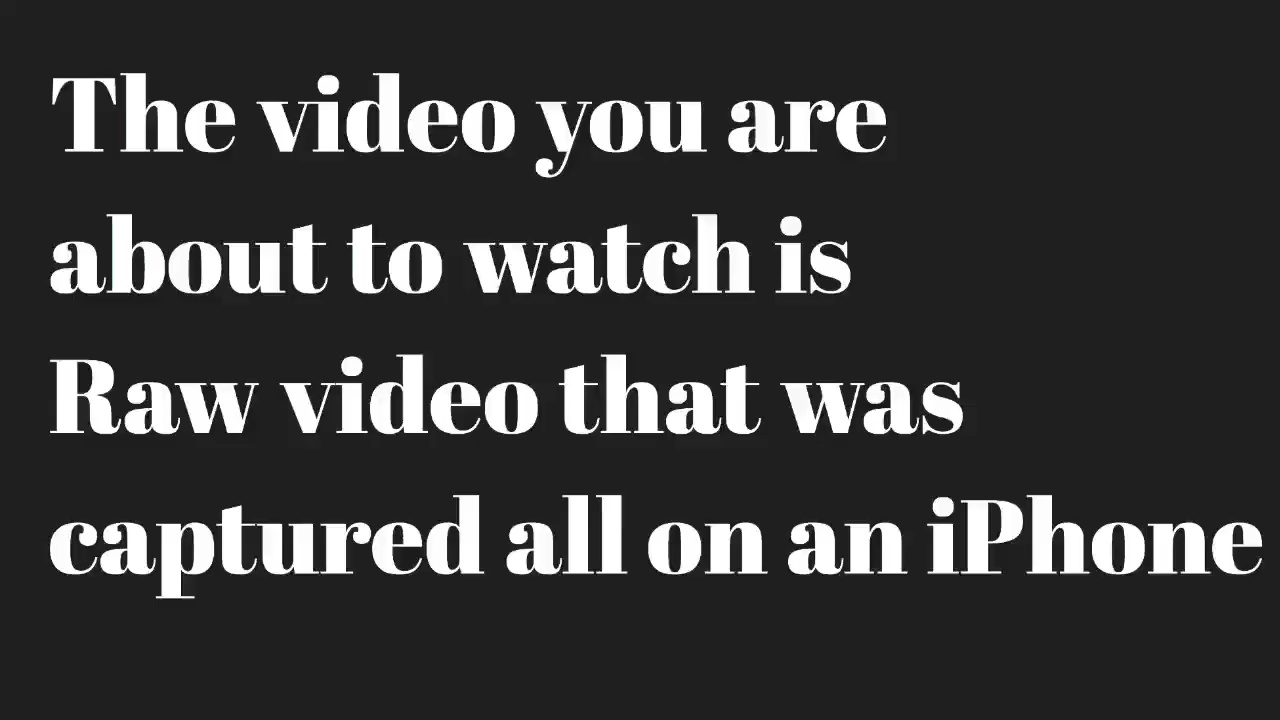 The video you are
about to watch is
Raw video that was
captured all on an iPhone